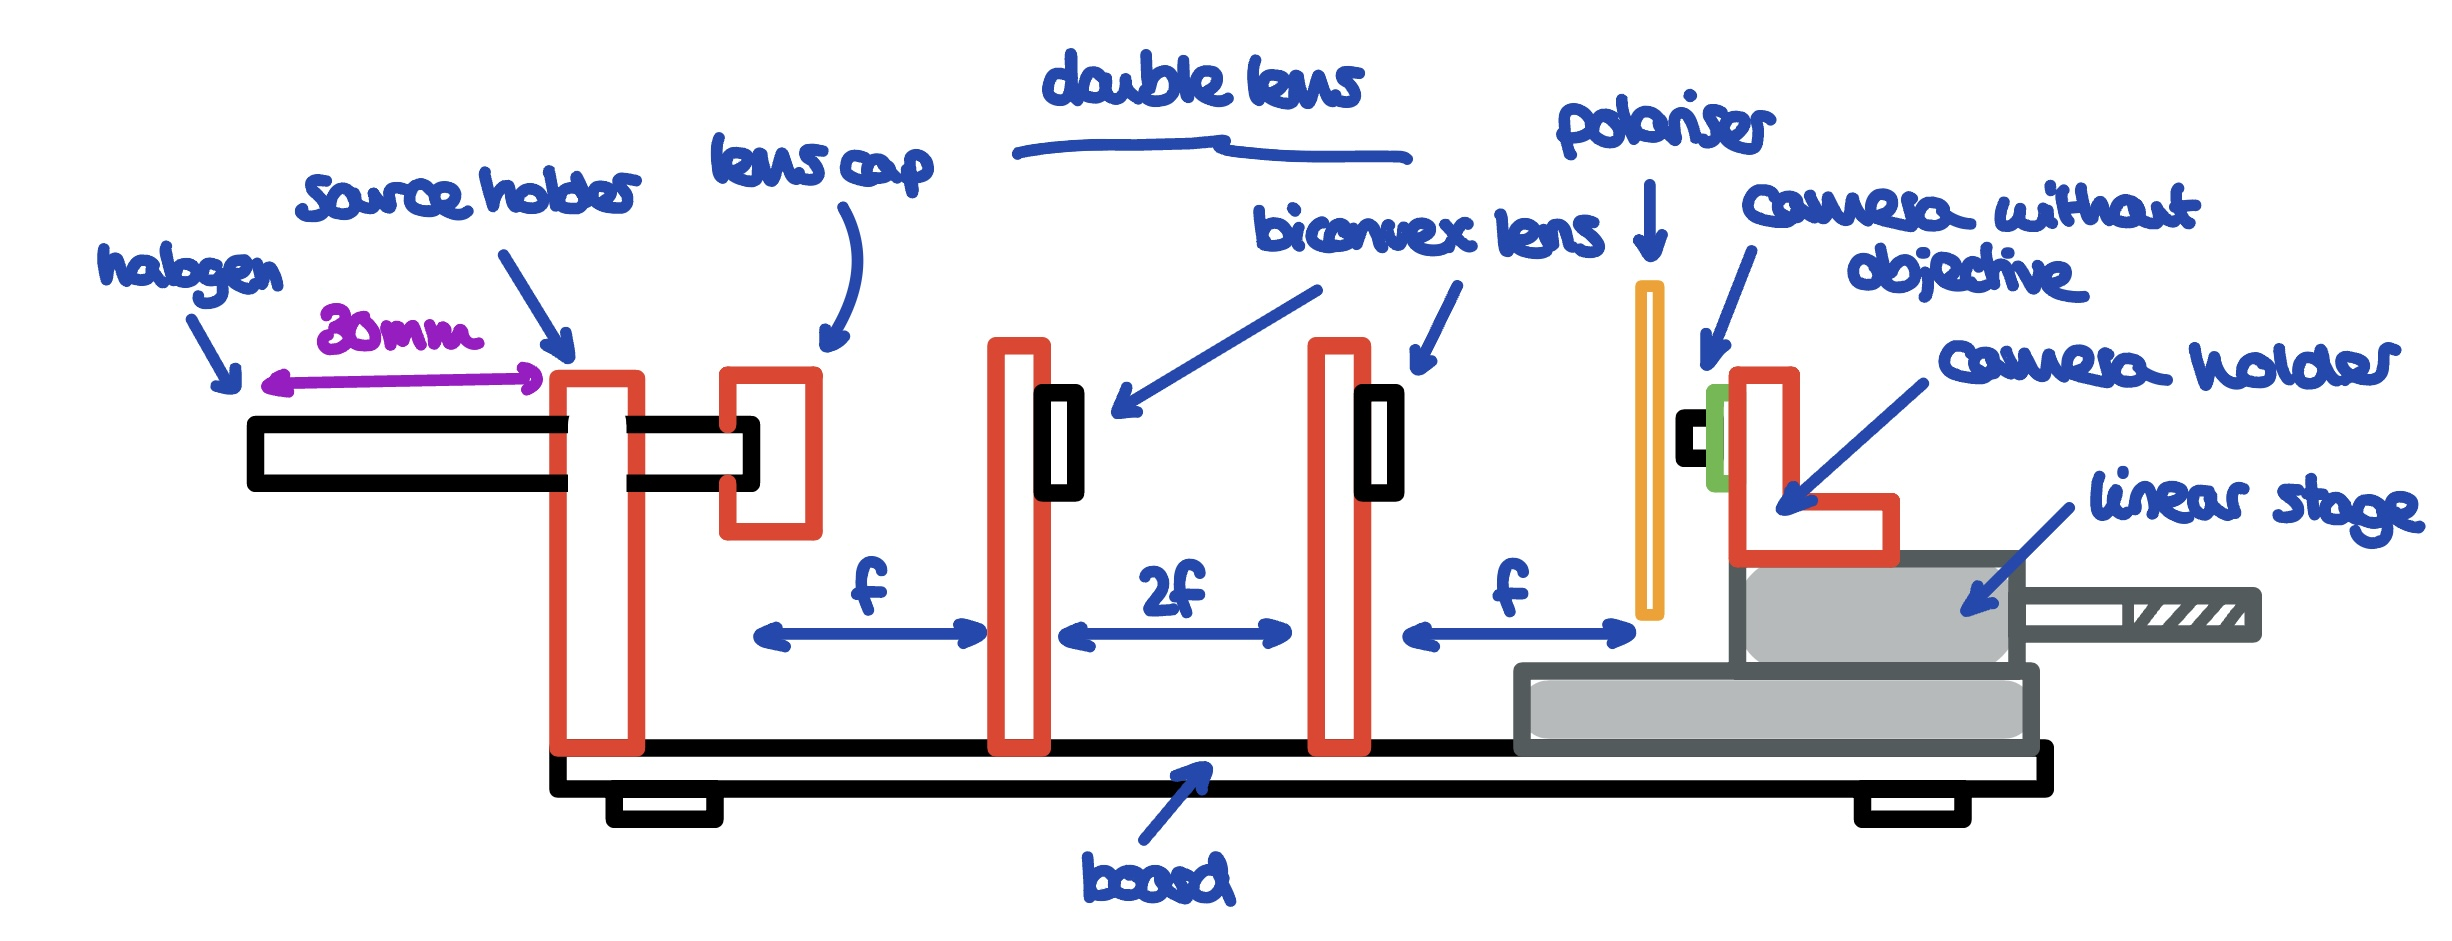 double lens
polariser
lens cap
source holder
camera without
objective
biconvex lens
halogen
30mm
camera holder
linear stage
f
2f
f
board